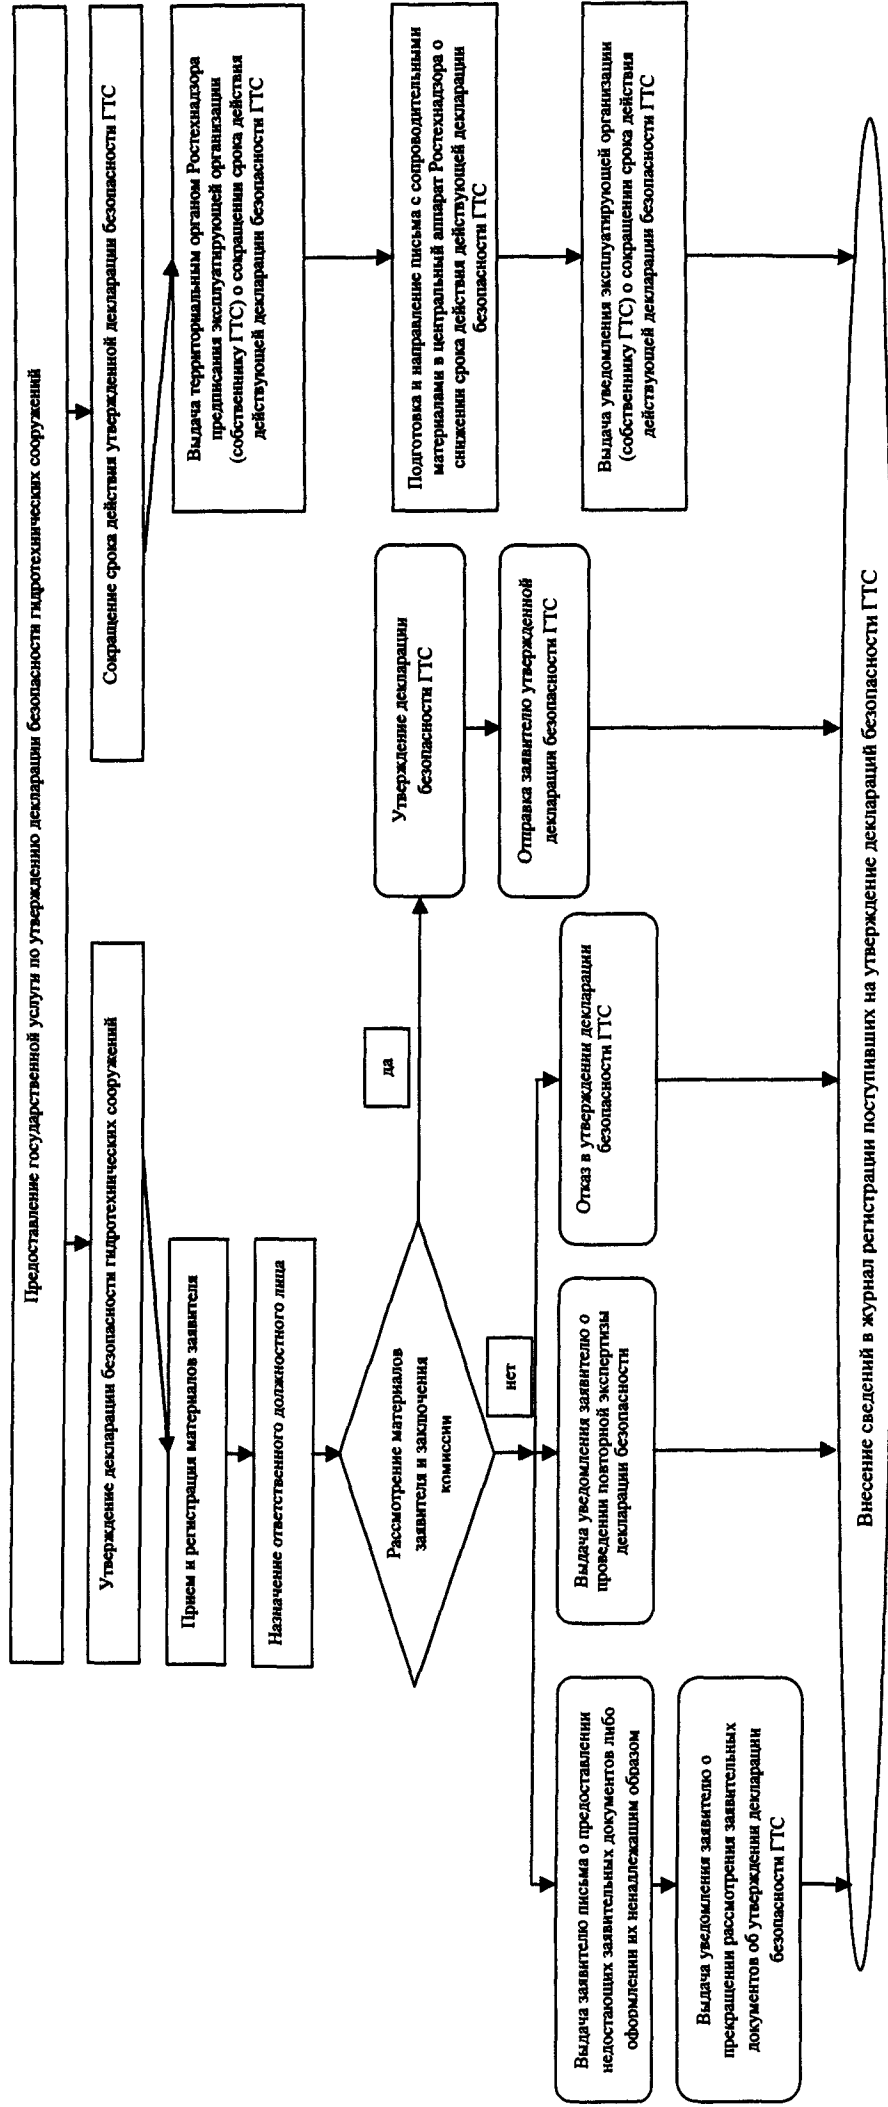 Предоставление государственной услуги по утверждению декларации безопасности гидротехнических сооружений
Утверждение декларации безопасности гидротехнических сооружений
Сокращение срока действия утвержденной декларации безопасности ГТС
Прием и регистрация материалов заявителя
Назначение ответственного должностного лица
Рассмотрение материалов
заявителя и заключения
комиссии
да
нет
Выдача территориальным органом Ростехнадзора
предписания эксплуатирующей организации
(собственнику ГТС) о сокращении срока действия
действующей декларации безопасности ГТС
Подготовка и направление письма с сопроводительными
материалами в центральный аппарат Ростехнадзора о
снижении срока действия действующей декларации
безопасности ГТС
Выдача уведомления эксплуатирующей организации
(собственнику ГТС) о сокращении срока действия
действующей декларации безопасности ГТС
Утверждение декларации
безопасности ГТС
Отправка заявителю утвержденной
декларации безопасности ГТС
Выдача заявителю письма о предоставлении
недостающих заявительных документов либо
оформлении их ненадлежащим образом
Выдача уведомления заявителю о
прекращении рассмотрения заявительных
документов об утверждении декларации
безопасности ГТС
Выдача уведомления заявителю о
проведении повторной экспертизы
декларации безопасности
Отказ в утверждении декларации
безопасности ГТС
Внесение сведений в журнал регистрации поступивших на утверждение деклараций безопасности ГТС